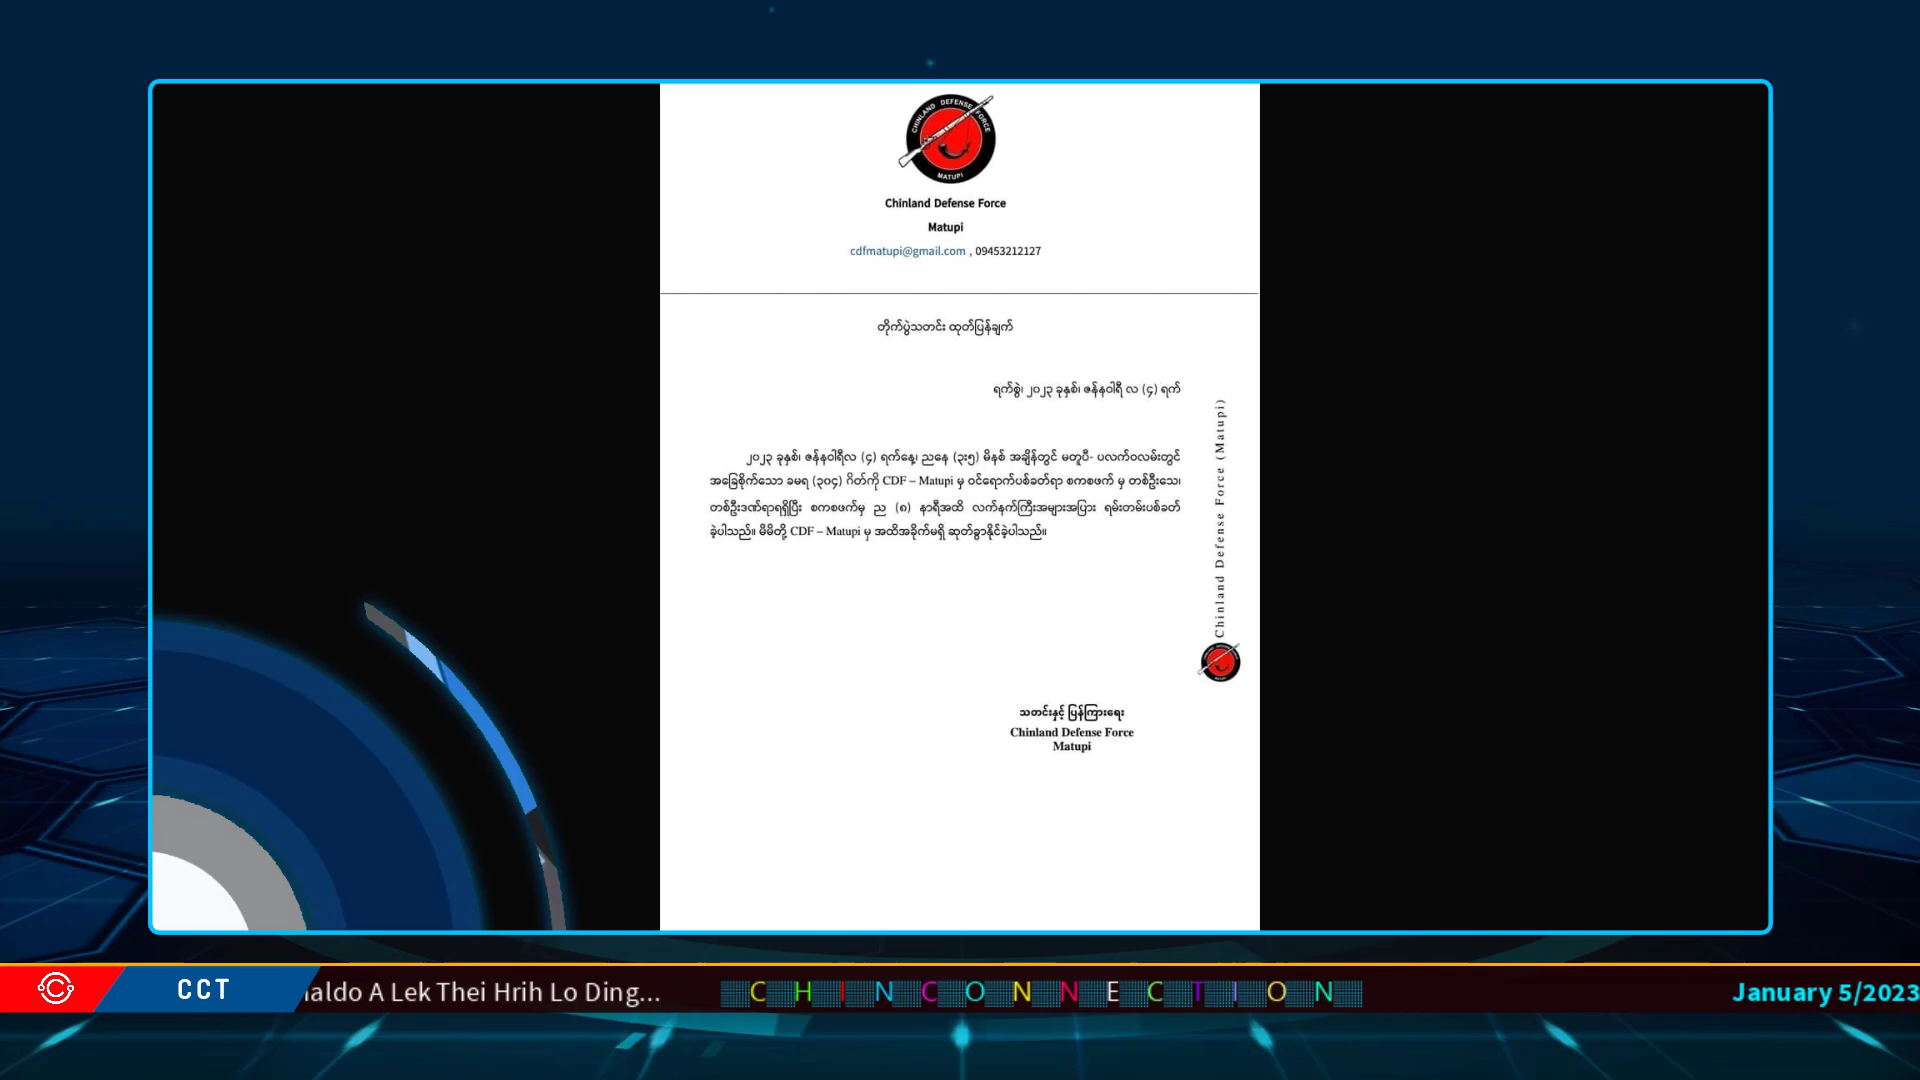 CHINLAND DEFENSE FORCE
MATUPI
Chinland Defense Force
Matupi
cdfmatupi@gmail.com , 09453212127
တိုက်ပွဲသတင်း ထုတ်ပြန်ချက်
ရက်စွဲ၊ ၂၀၂၃ ခုနှစ်၊ ဇန်နဝါရီ လ (၄) ရက်
၂၀၂၃ ခုနှစ်၊ ဇန်နဝါရီလ (၄) ရက်နေ့၊ ညနေ (၃း၅) မိနစ် အချိန်တွင် မတူပီ- ပလက်ဝလမ်းတွင်
အခြေစိုက်သော ခမရ (၃၀၄) ဂိတ်ကို CDF – Matupi မှ ဝင်ရောက်ပစ်ခတ်ရာ စကစဖက် မှ တစ်ဦးသေ၊
တစ်ဦးဒဏ်ရာရရှိပြီး စကစဖက်မှ ည (၈) နာရီအထိ လက်နက်ကြီးအများအပြား ရမ်းတမ်းပစ်ခတ်
ခဲ့ပါသည်။ မိမိတို့ CDF – Matupi မှ အထိအခိုက်မရှိ ဆုတ်ခွာနိုင်ခဲ့ပါသည်။
Chinland Defense Force (Matupi)
သတင်းနှင့် ပြန်ကြားရေး
Chinland Defense Force
Matupi
CCT
aldo A Lek Thei Hrih Lo Ding...
CHINCONNECTION
January 5/2023